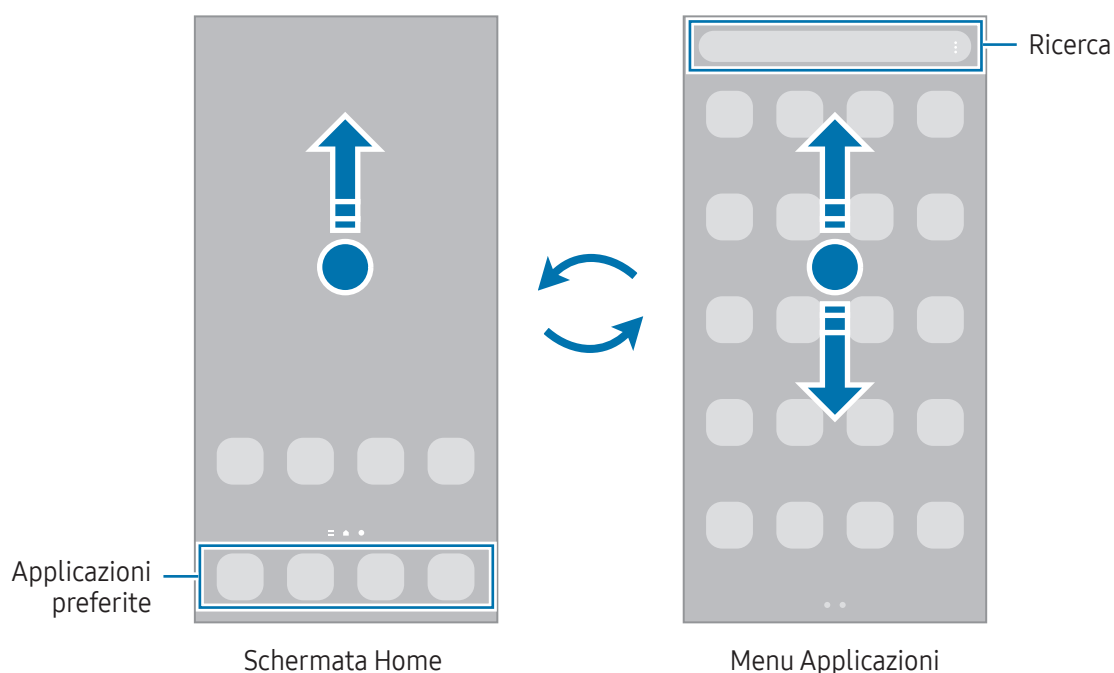 Ricerca
Applicazioni
preferite
Schermata Home
Menu Applicazioni